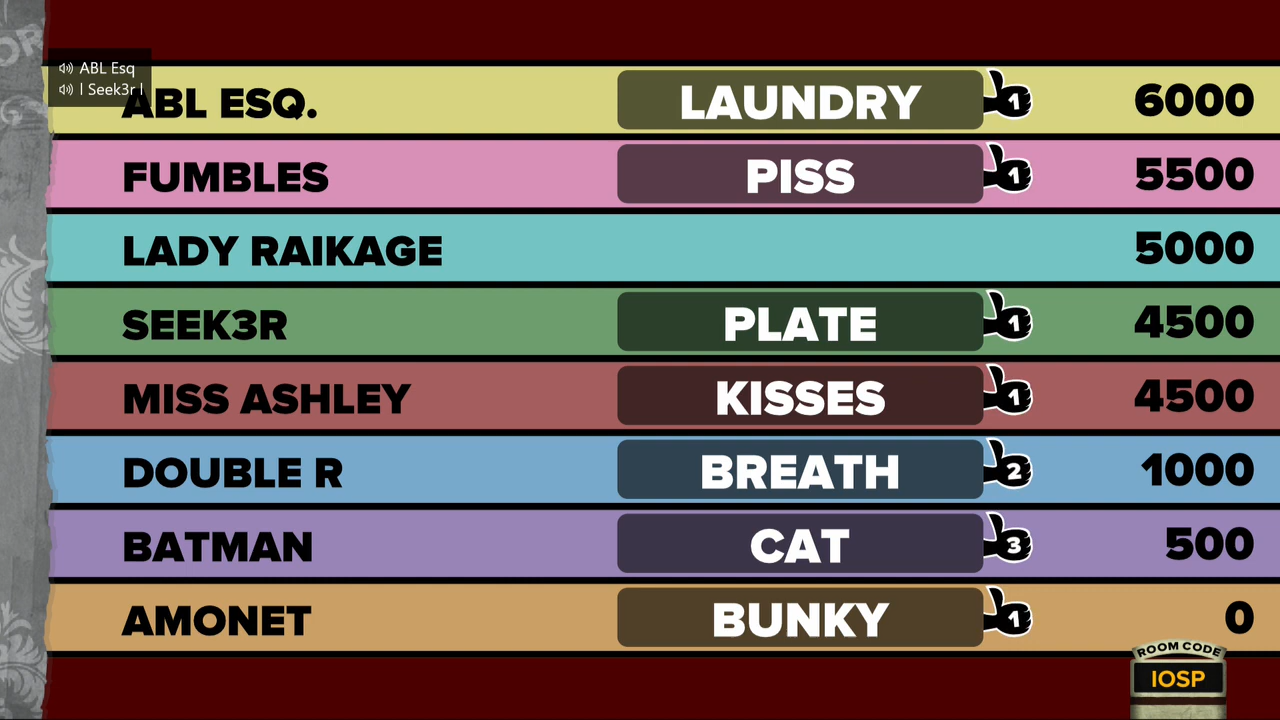 ABL Esq
| Seek3r |
ABL ESQ. LAUNDRY 1 6000
FUMBLES PISS 1 5500
LADY RAIKAGE 5000
SEEK3R PLATE 1 4500
MISS ASHLEY KISSES 1 4500
DOUBLE R BREATH 2 1000
BATMAN CAT 3 500
AMONET BUNKY 1 0
ROOM CODE
IOSP